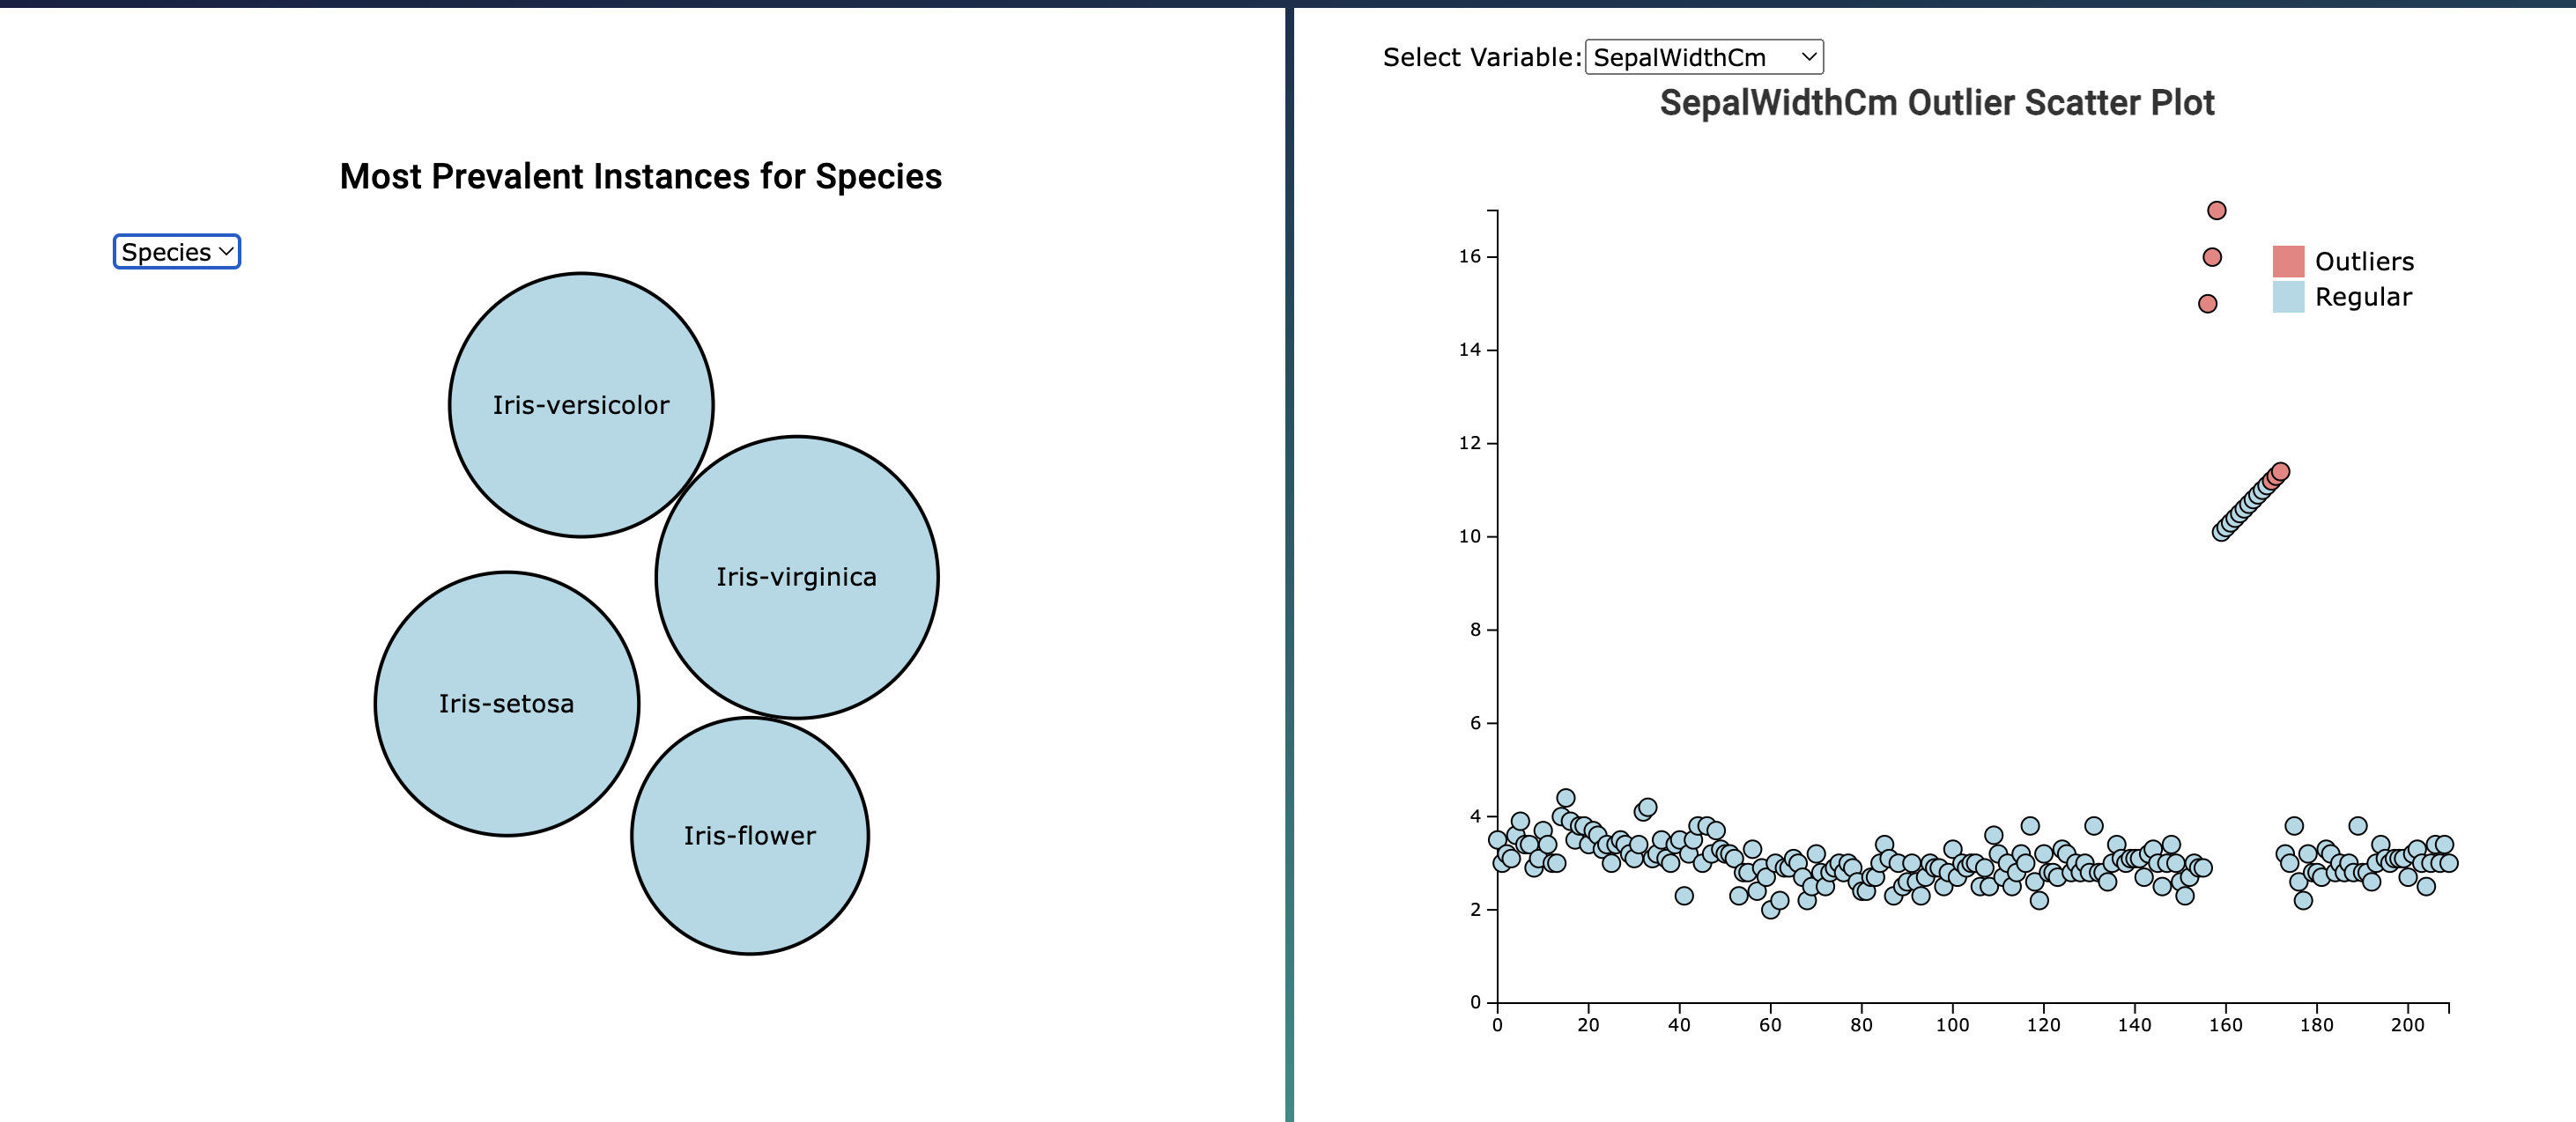 Most Prevalent Instances for Species
Species
Iris-versicolor
Iris-virginica
Iris-setosa
Iris-flower
Select Variable: SepalWidthCm
SepalWidthCm Outlier Scatter Plot
Outliers
Regular
16
14
12
10
8
6
4
2
0
0 20 40 60 80 100 120 140 160 180 200